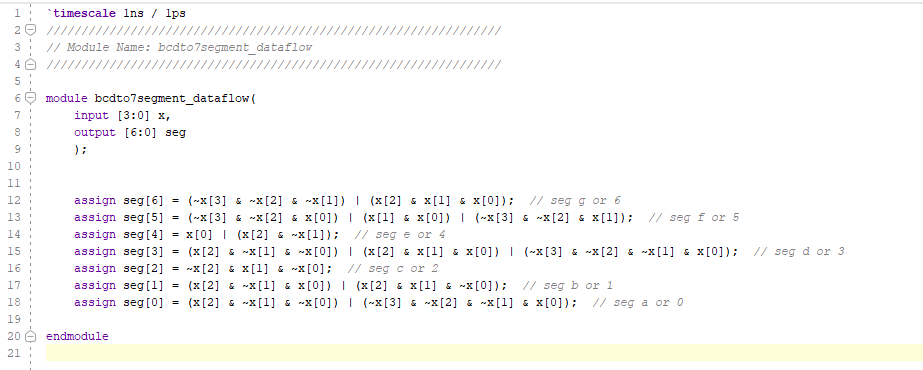 1 `timescale 1ns / 1ps
2 /////////////////////////////////////////////////////////////////
3 // Module Name: bcdto7segment_dataflow
4 /////////////////////////////////////////////////////////////////
5
6 module bcdto7segment_dataflow(
7 input [3:0] x,
8 output [6:0] seg
9 );
10
11
12 assign seg[6] = (~x[3] & ~x[2] & ~x[1]) | (x[2] & x[1] & x[0]); // seg g or 6
13 assign seg[5] = (~x[3] & ~x[2] & x[0]) | (x[1] & x[0]) | (~x[3] & ~x[2] & x[1]); // seg f or 5
14 assign seg[4] = x[0] | (x[2] & ~x[1]); // seg e or 4
15 assign seg[3] = (x[2] & ~x[1] & ~x[0]) | (x[2] & x[1] & x[0]) | (~x[3] & ~x[2] & ~x[1] & x[0]); // seg d or 3
16 assign seg[2] = ~x[2] & x[1] & ~x[0]; // seg c or 2
17 assign seg[1] = (x[2] & ~x[1] & x[0]) | (x[2] & x[1] & ~x[0]); // seg b or 1
18 assign seg[0] = (x[2] & ~x[1] & ~x[0]) | (~x[3] & ~x[2] & ~x[1] & x[0]); // seg a or 0
19
20 endmodule
21